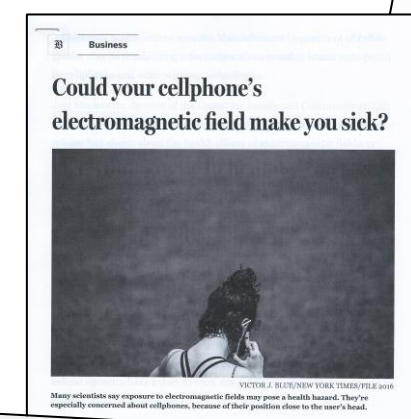 B Business
Could your cellphone's
electromagnetic field make you sick?
VICTOR J. BLUE/NEW YORK TIMES/FILE 2016
Many scientists say exposure to electromagnetic fields may pose a health hazard. They're
especially concerned about cellphones, because of their position close to the user's head.